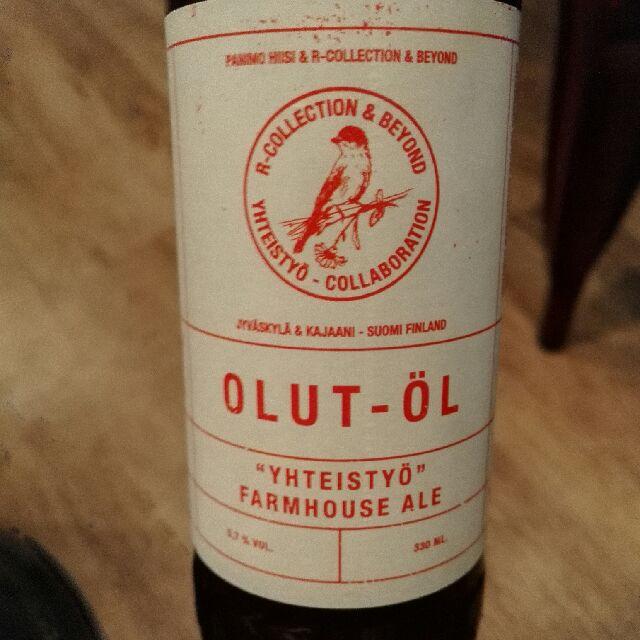 PANIMO HIISI & R-COLLECTION & BEYOND
R-COLLECTION & BEYOND
YHTEISTYÖ - COLLABORATION
JYVÄSKYLÄ & KAJAANI - SUOMI FINLAND
OLUT-ÖL
"YHTEISTYÖ"
FARMHOUSE ALE
% VOL.
330 ML.